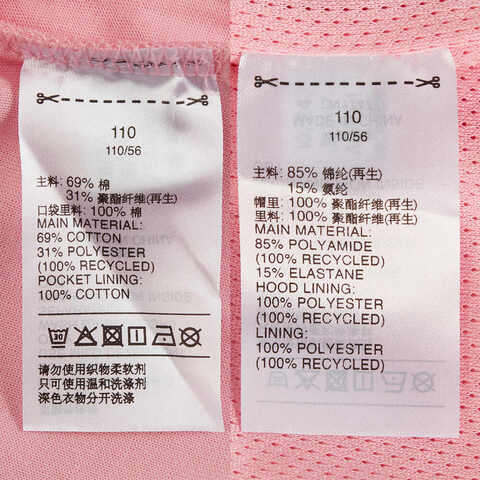 110
110/56
主料: 69% 棉
31% 聚酯纤维(再生)
口袋里料: 100% 棉
MAIN MATERIAL:
69% COTTON
31% POLYESTER
(100% RECYCLED)
POCKET LINING:
100% COTTON
请勿使用织物柔软剂
只可使用温和洗涤剂
深色衣物分开洗涤
110
110/56
主料: 85% 锦纶(再生)
15% 氨纶
帽里: 100% 聚酯纤维(再生)
里料: 100% 聚酯纤维(再生)
MAIN MATERIAL:
85% POLYAMIDE
(100% RECYCLED)
15% ELASTANE
HOOD LINING:
100% POLYESTER
(100% RECYCLED)
LINING:
100% POLYESTER
(100% RECYCLED)